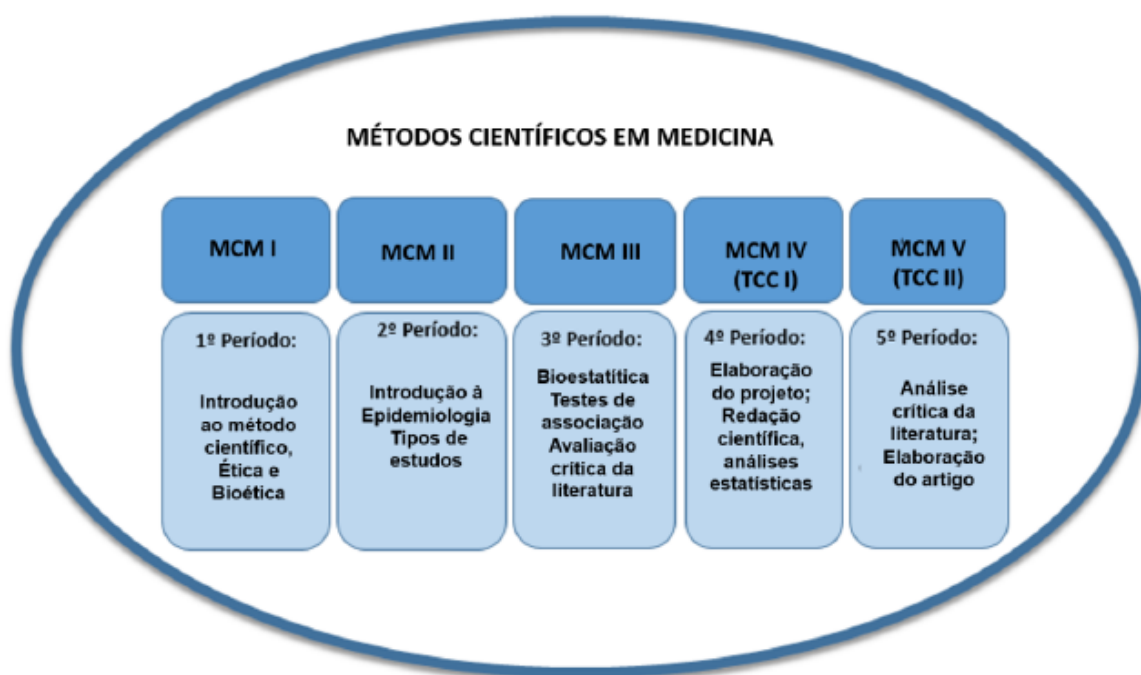 MÉTODOS CIENTÍFICOS EM MEDICINA
MCM I
1º Período:
Introdução
ao método
científico,
Ética e
Bioética
MCM II
2º Período:
Introdução à
Epidemiologia
Tipos de
estudos
MCM III
3º Período:
Bioestatítica
Testes de
associação
Avaliação
crítica da
literatura
MCM IV
(TCC I)
4º Período:
Elaboração
do projeto;
Redação
científica,
análises
estatísticas
MCM V
(TCC II)
5º Período:
Análise
crítica da
literatura;
Elaboração
do artigo